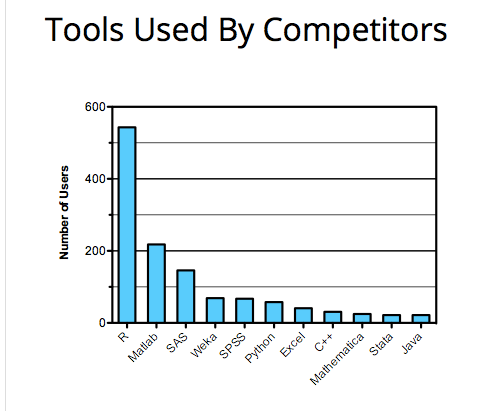 Tools Used By Competitors
600
400
200
0
Number of Users
R
Matlab
SAS
Weka
SPSS
Python
Excel
C++
Mathematica
Stata
Java